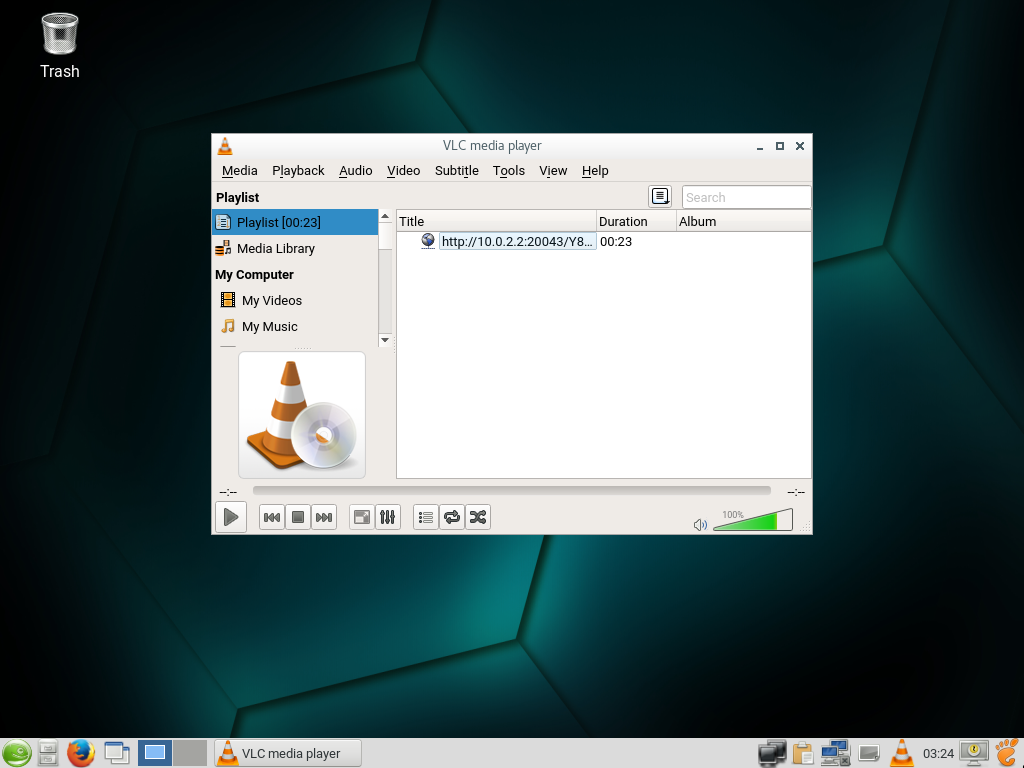 Trash
VLC media player
Media Playback Audio Video Subtitle Tools View Help
Playlist
Search
Playlist [00:23]
Media Library
My Computer
My Videos
My Music
Title Duration Album
http://10.0.2.2:20043/Y8... 00:23
--:-- --:--
100%
VLC media player
03:24